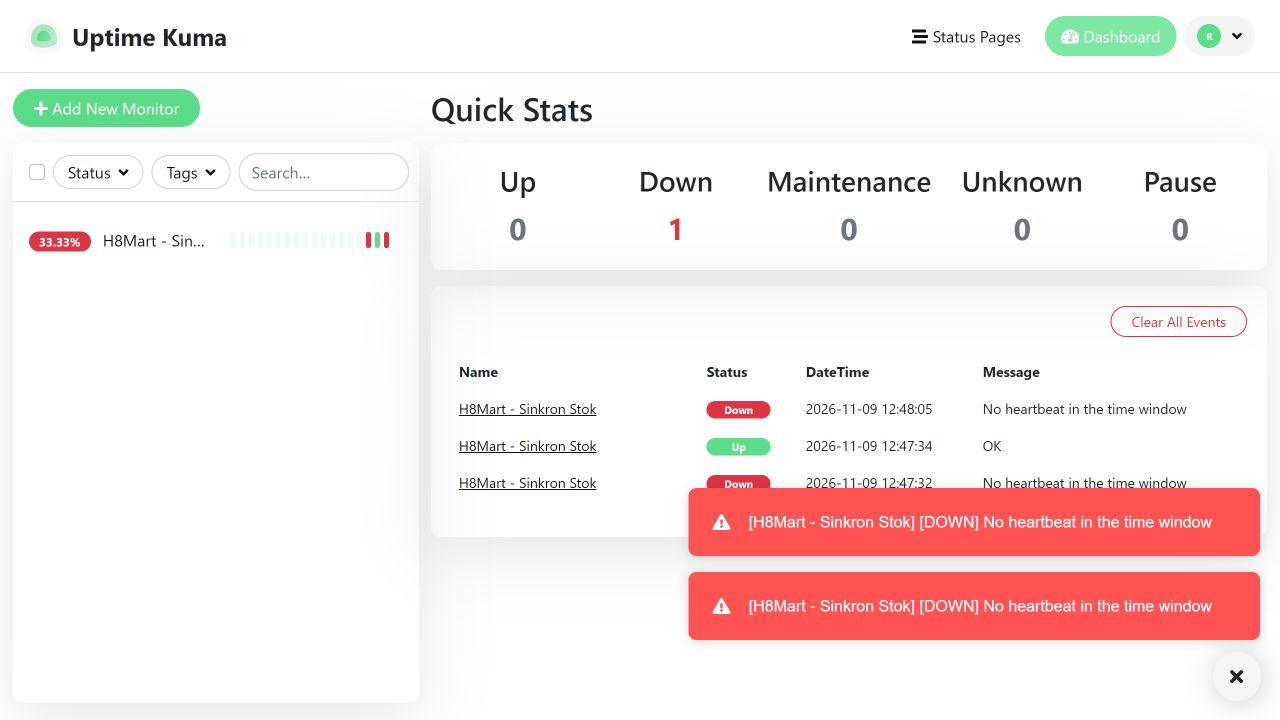 Uptime Kuma
Status Pages
Dashboard
R
Add New Monitor
Status
Tags
Search...
33.33%
H8Mart - Sin...
Quick Stats
Up Down Maintenance Unknown Pause
0 1 0 0 0
Clear All Events
Name Status DateTime Message
H8Mart - Sinkron Stok Down 2026-11-09 12:48:05 No heartbeat in the time window
H8Mart - Sinkron Stok Up 2026-11-09 12:47:34 OK
H8Mart - Sinkron Stok Down 2026-11-09 12:47:32 No heartbeat in the time window
[H8Mart - Sinkron Stok] [DOWN] No heartbeat in the time window
[H8Mart - Sinkron Stok] [DOWN] No heartbeat in the time window